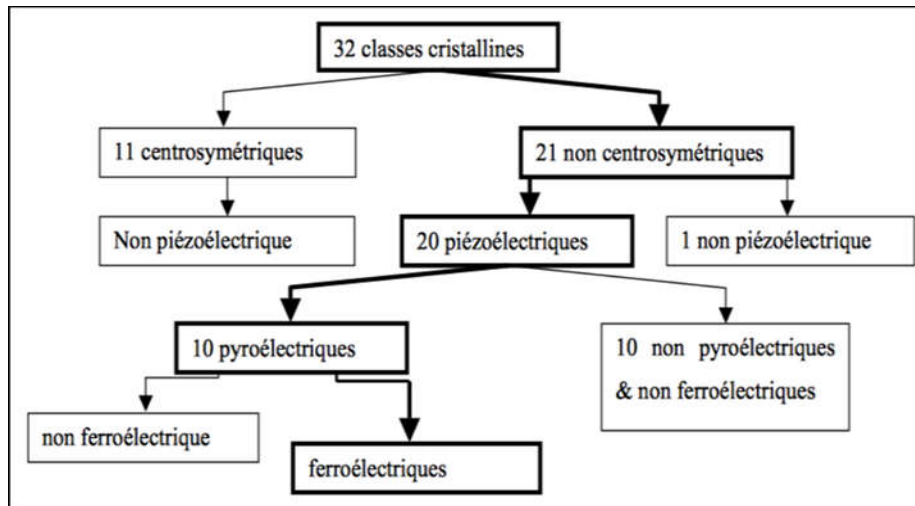 32 classes cristallines
11 centrosymétriques
21 non centrosymétriques
Non piézoélectrique
20 piézoélectriques
1 non piézoélectrique
10 pyroélectriques
10 non pyroélectriques
& non ferroélectriques
non ferroélectrique
ferroélectriques